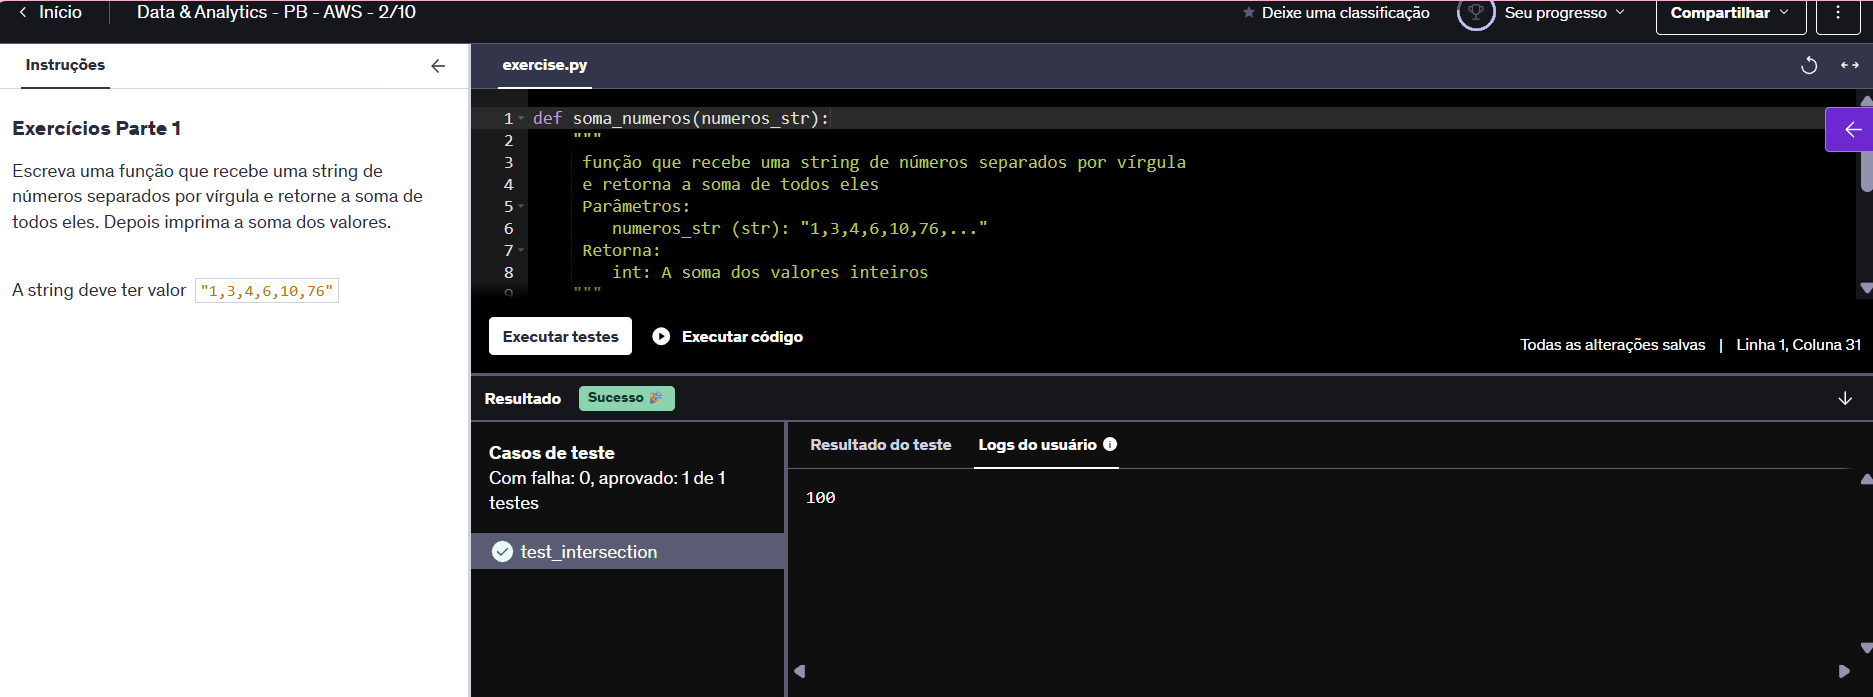 Início
Data & Analytics - PB - AWS - 2/10
Deixe uma classificação
Seu progresso
Compartilhar
Instruções
Exercícios Parte 1
Escreva uma função que recebe uma string de
números separados por vírgula e retorne a soma de
todos eles. Depois imprima a soma dos valores.
A string deve ter valor "1,3,4,6,10,76"
exercise.py
1 def soma_numeros(numeros_str):
2 """
3 função que recebe uma string de números separados por vírgula
4 e retorna a soma de todos eles
5 Parâmetros:
6 numeros_str (str): "1,3,4,6,10,76,..."
7 Retorna:
8 int: A soma dos valores inteiros
9 """
Executar testes
Executar código
Todas as alterações salvas | Linha 1, Coluna 31
Resultado
Sucesso 🎉
Casos de teste
Com falha: 0, aprovado: 1 de 1
testes
test_intersection
Resultado do teste
Logs do usuário
100